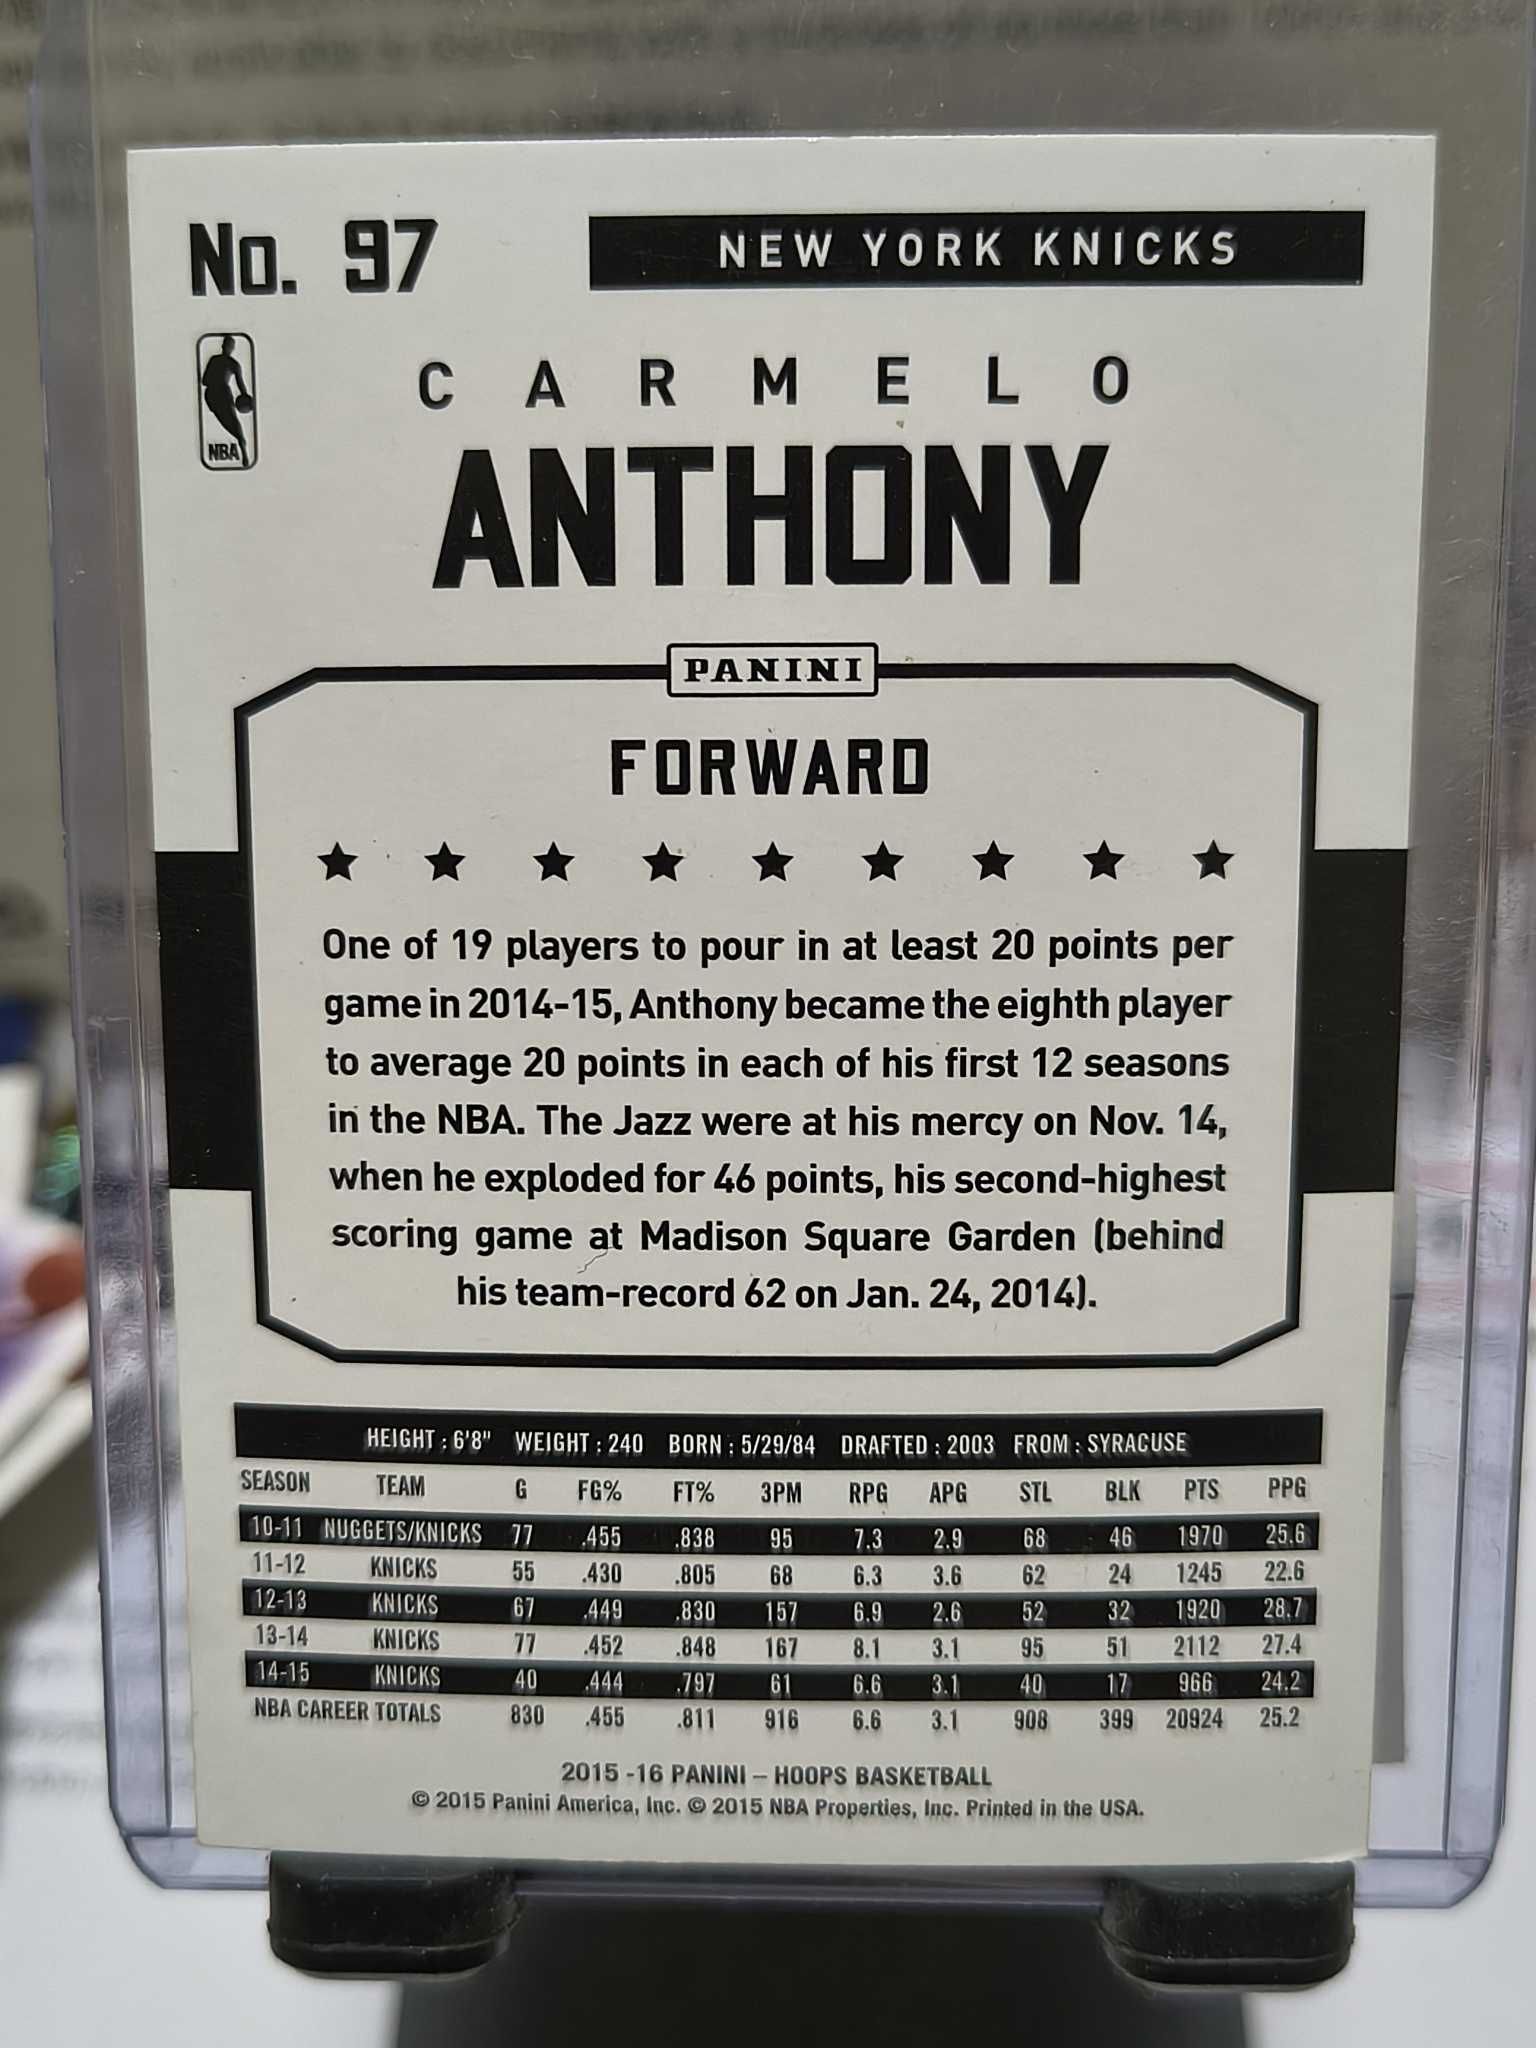 No. 97
NEW YORK KNICKS
NBA
CARMELO
ANTHONY
PANINI
FORWARD
One of 19 players to pour in at least 20 points per
game in 2014-15, Anthony became the eighth player
to average 20 points in each of his first 12 seasons
in the NBA. The Jazz were at his mercy on Nov. 14,
when he exploded for 46 points, his second-highest
scoring game at Madison Square Garden (behind
his team-record 62 on Jan. 24, 2014).
HEIGHT : 6'8" WEIGHT : 240 BORN : 5/29/84 DRAFTED : 2003 FROM : SYRACUSE
SEASON TEAM G FG% FT% 3PM RPG APG STL BLK PTS PPG
10-11 NUGGETS/KNICKS 77 .455 .838 95 7.3 2.9 68 46 1970 25.6
11-12 KNICKS 55 .430 .805 68 6.3 3.6 62 24 1245 22.6
12-13 KNICKS 67 .449 .830 157 6.9 2.6 52 32 1920 28.7
13-14 KNICKS 77 .452 .848 167 8.1 3.1 95 51 2112 27.4
14-15 KNICKS 40 .444 .797 61 6.6 3.1 40 17 966 24.2
NBA CAREER TOTALS 830 .455 .811 916 6.6 3.1 908 399 20924 25.2
2015 -16 PANINI – HOOPS BASKETBALL
© 2015 Panini America, Inc. © 2015 NBA Properties, Inc. Printed in the USA.